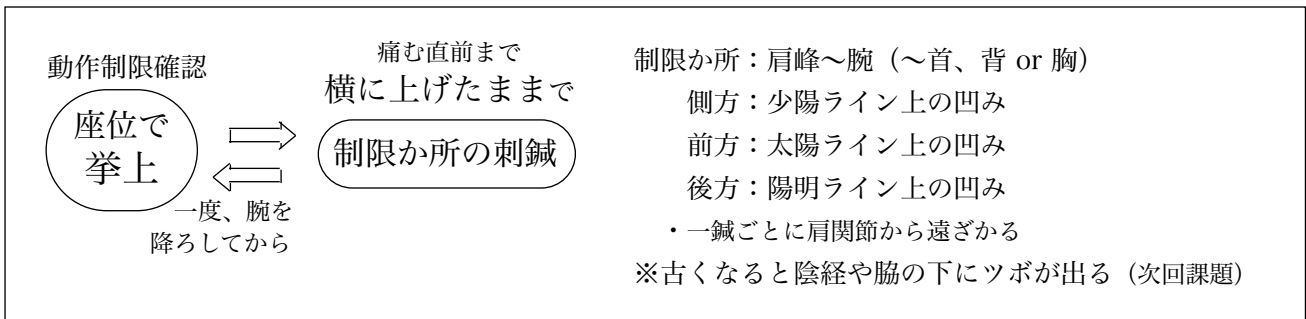 動作制限確認
座位で
挙上
一度、腕を
降ろしてから
痛む直前まで
横に上げたままで
制限か所の刺鍼
制限か所：肩峰～腕（～首、背 or 胸）
側方：少陽ライン上の凹み
前方：太陽ライン上の凹み
後方：陽明ライン上の凹み
・一鍼ごとに肩関節から遠ざかる
※古くなると陰経や脇の下にツボが出る（次回課題）